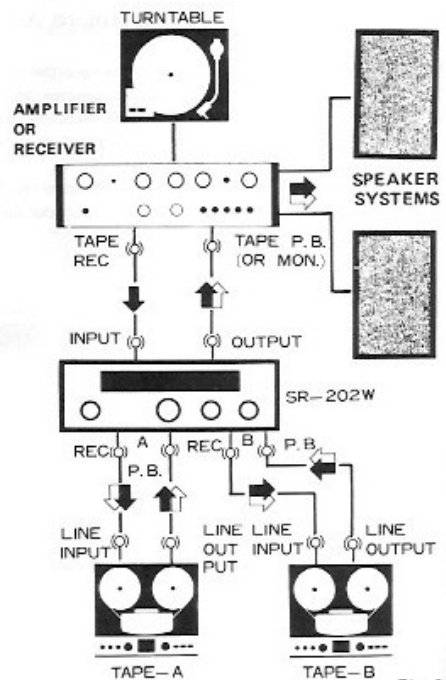 TURNTABLE
AMPLIFIER
OR
RECEIVER
SPEAKER
SYSTEMS
TAPE
REC
TAPE P.B.
(OR MON.)
INPUT
OUTPUT
SR-202W
REC
A
P.B.
REC
B
P.B.
LINE
INPUT
LINE
OUT
PUT
LINE
INPUT
LINE
OUTPUT
TAPE-A
TAPE-B